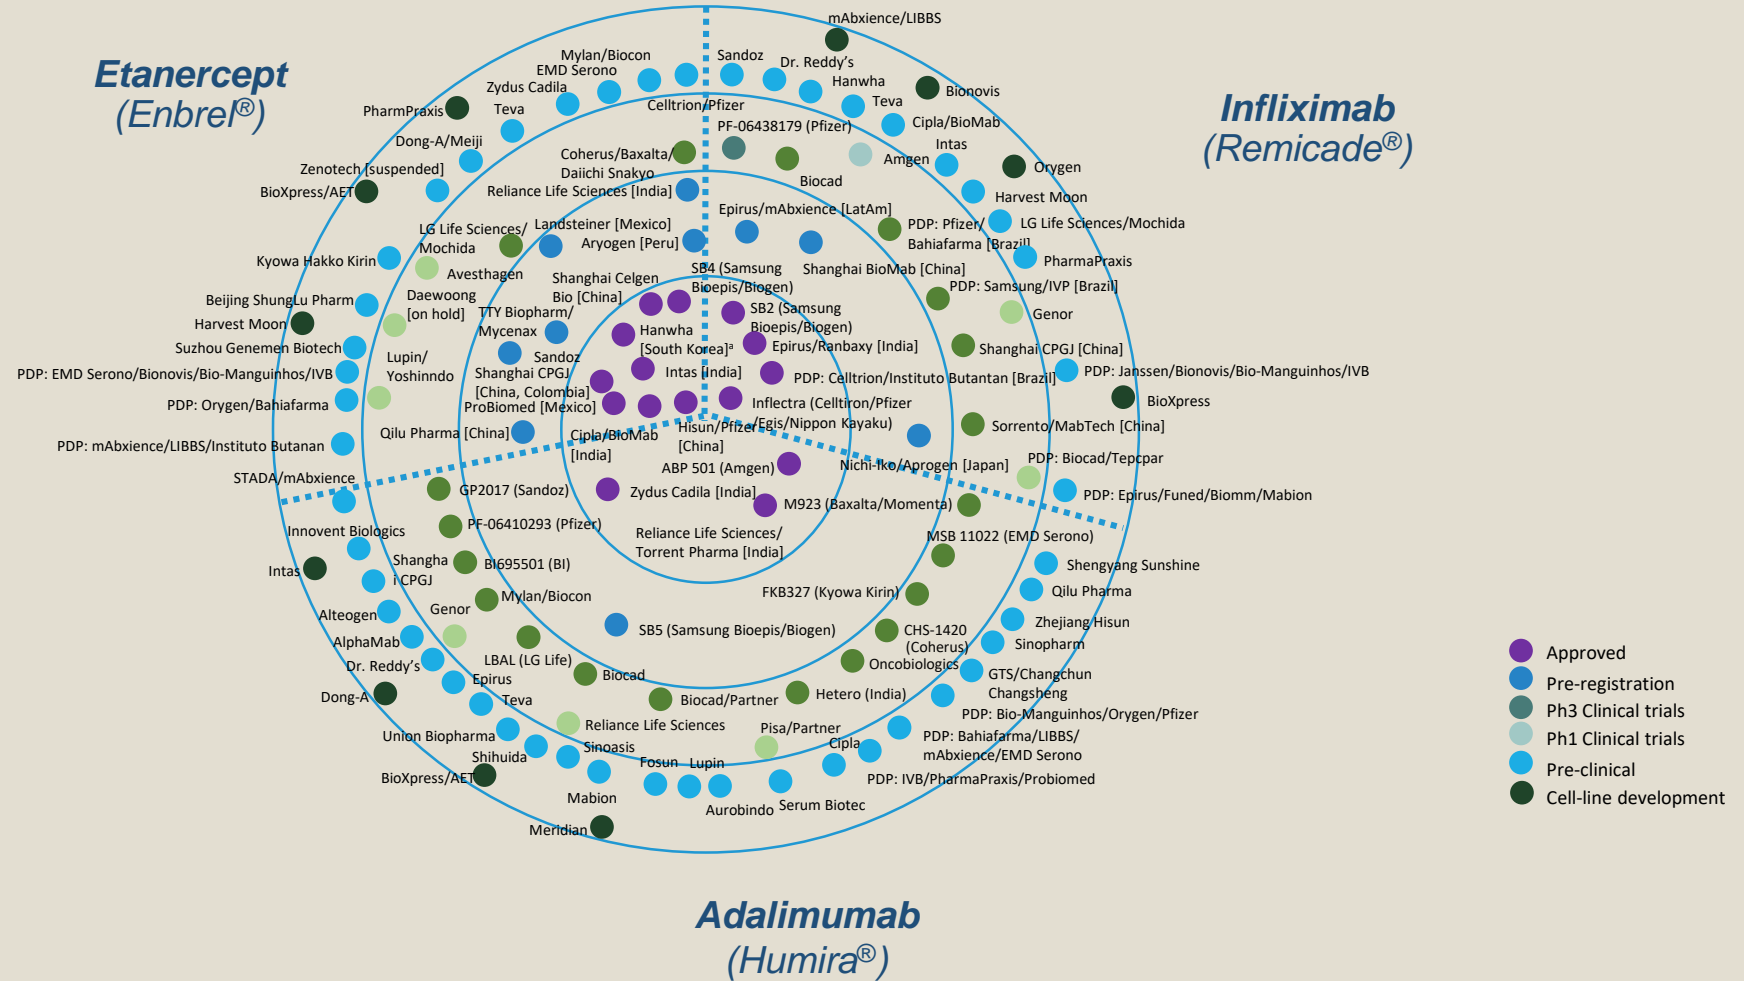 Etanercept
(Enbrel®)
Infliximab
(Remicade®)
Adalimumab
(Humira®)
mAbxience/LIBBS
Mylan/Biocon
Sandoz
Dr. Reddy's
EMD Serono
Hanwha
Zydus Cadila
Teva
Bionovis
Celltrion/Pfizer
PharmPraxis
Teva
PF-06438179 (Pfizer)
Cipla/BioMab
Dong-A/Meiji
Intas
Coherus/Baxalta/
Daiichi Snakyo
Amgen
Zenotech [suspended]
Orygen
Biocad
BioXpress/AET
Reliance Life Sciences [India]
Harvest Moon
Epirus/mAbxience [LatAm]
LG Life Sciences/
Mochida
Landsteiner [Mexico]
PDP: Pfizer/
Bahiafarma [Brazil]
LG Life Sciences/Mochida
Aryogen [Peru]
Kyowa Hakko Kirin
Avesthagen
SB4 (Samsung
Bioepis/Biogen)
Shanghai BioMab [China]
PharmaPraxis
Shanghai Celgen
Bio [China]
PDP: Samsung/IVP [Brazil]
Beijing ShungLu Pharm
Daewoong
[on hold]
TTY Biopharm/
Mycenax
SB2 (Samsung
Bioepis/Biogen)
Genor
Harvest Moon
Hanwha
[South Korea]ª
Epirus/Ranbaxy [India]
Shanghai CPGJ [China]
Suzhou Genemen Biotech
Lupin/
Yoshinndo
Sandoz
Shanghai CPGJ
[China, Colombia]
Intas [India]
PDP: Celltrion/Instituto Butantan [Brazil]
PDP: Janssen/Bionovis/Bio-Manguinhos/IVB
PDP: EMD Serono/Bionovis/Bio-Manguinhos/IVB
PDP: Orygen/Bahiafarma
ProBiomed [Mexico]
Inflectra (Celltiron/Pfizer
/Egis/Nippon Kayaku)
BioXpress
Qilu Pharma [China]
Cipla/BioMab
[India]
Hisun/Pfizer
[China]
Sorrento/MabTech [China]
PDP: mAbxience/LIBBS/Instituto Butanan
Nichi-Iko/Aprogen [Japan]
PDP: Biocad/Tepcpar
ABP 501 (Amgen)
STADA/mAbxience
GP2017 (Sandoz)
Zydus Cadila [India]
M923 (Baxalta/Momenta)
PDP: Epirus/Funed/Biomm/Mabion
Innovent Biologics
PF-06410293 (Pfizer)
Reliance Life Sciences/
Torrent Pharma [India]
MSB 11022 (EMD Serono)
Intas
Shangha
i CPGJ
BI695501 (BI)
Shengyang Sunshine
FKB327 (Kyowa Kirin)
Qilu Pharma
Alteogen
Genor
Mylan/Biocon
Zhejiang Hisun
AlphaMab
SB5 (Samsung Bioepis/Biogen)
CHS-1420
(Coherus)
Sinopharm
Dr. Reddy's
LBAL (LG Life)
Oncobiologics
Epirus
Biocad
GTS/Changchun
Changsheng
Dong-A
Teva
Biocad/Partner
Hetero (India)
PDP: Bio-Manguinhos/Orygen/Pfizer
Union Biopharma
Reliance Life Sciences
Pisa/Partner
PDP: Bahiafarma/LIBBS/
mAbxience/EMD Serono
Shihuida
Sinoasis
Cipla
BioXpress/AET
Fosun
Lupin
PDP: IVB/PharmaPraxis/Probiomed
Mabion
Aurobindo
Serum Biotec
Meridian
Approved
Pre-registration
Ph3 Clinical trials
Ph1 Clinical trials
Pre-clinical
Cell-line development